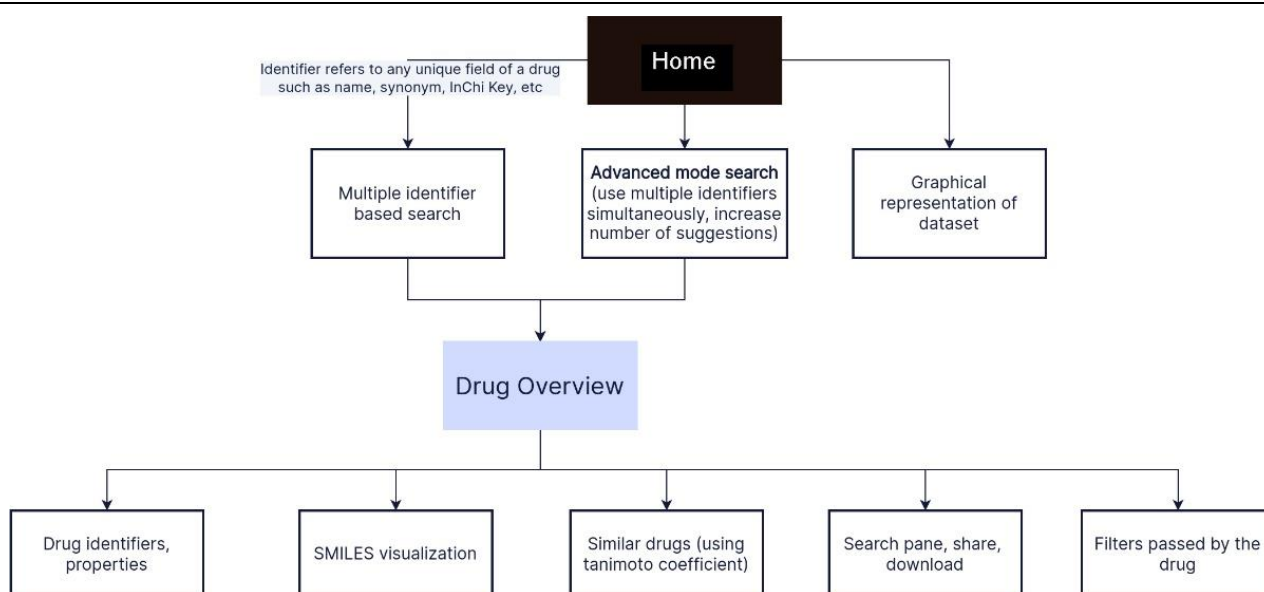 Home
Identifier refers to any unique field of a drug
such as name, synonym, InChi Key, etc
Multiple identifier
based search
Advanced mode search
(use multiple identifiers
simultaneously, increase
number of suggestions)
Graphical
representation of
dataset
Drug Overview
Drug identifiers,
properties
SMILES visualization
Similar drugs (using
tanimoto coefficient)
Search pane, share,
download
Filters passed by the
drug